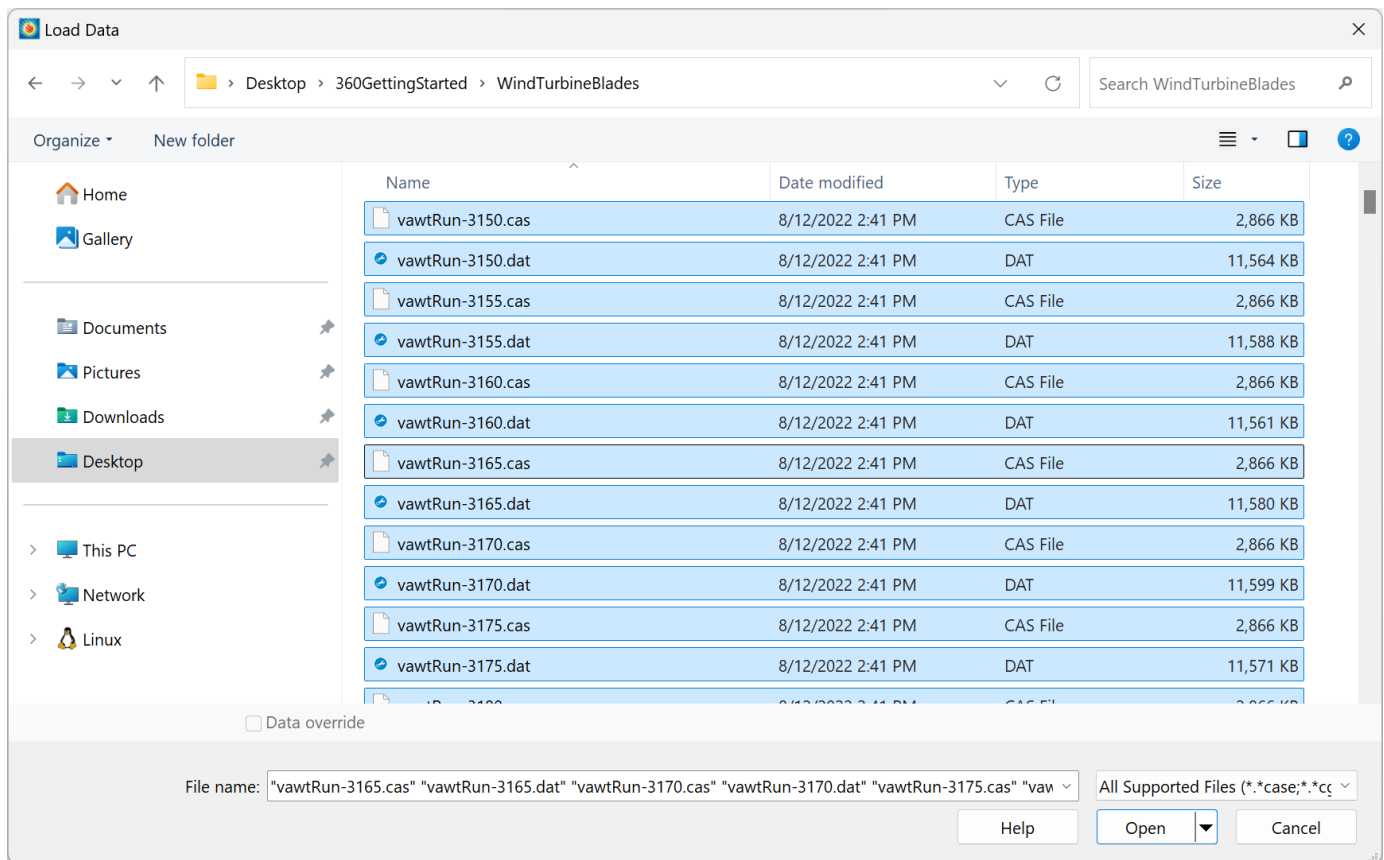 Load Data
Desktop > 360GettingStarted > WindTurbineBlades
Search WindTurbineBlades
Organize
New folder
Home
Gallery
Documents
Pictures
Downloads
Desktop
This PC
Network
Linux
Name Date modified Type Size
vawtRun-3150.cas 8/12/2022 2:41 PM CAS File 2,866 KB
vawtRun-3150.dat 8/12/2022 2:41 PM DAT 11,564 KB
vawtRun-3155.cas 8/12/2022 2:41 PM CAS File 2,866 KB
vawtRun-3155.dat 8/12/2022 2:41 PM DAT 11,588 KB
vawtRun-3160.cas 8/12/2022 2:41 PM CAS File 2,866 KB
vawtRun-3160.dat 8/12/2022 2:41 PM DAT 11,561 KB
vawtRun-3165.cas 8/12/2022 2:41 PM CAS File 2,866 KB
vawtRun-3165.dat 8/12/2022 2:41 PM DAT 11,580 KB
vawtRun-3170.cas 8/12/2022 2:41 PM CAS File 2,866 KB
vawtRun-3170.dat 8/12/2022 2:41 PM DAT 11,599 KB
vawtRun-3175.cas 8/12/2022 2:41 PM CAS File 2,866 KB
vawtRun-3175.dat 8/12/2022 2:41 PM DAT 11,571 KB
Data override
File name: "vawtRun-3165.cas" "vawtRun-3165.dat" "vawtRun-3170.cas" "vawtRun-3170.dat" "vawtRun-3175.cas" "vaw
All Supported Files (*.*case;*.*cg
Help
Open
Cancel